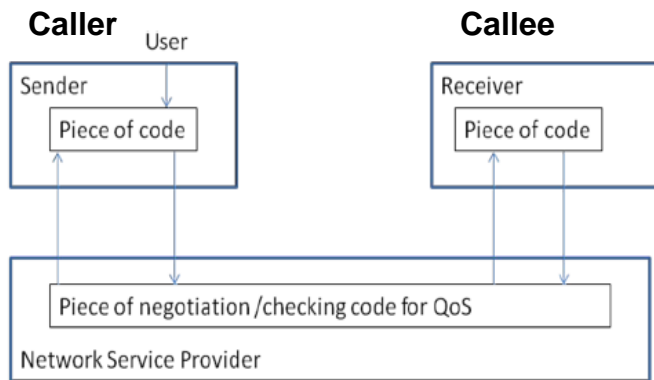 Caller
Callee
User
Sender
Receiver
Piece of code
Piece of code
Piece of negotiation /checking code for QoS
Network Service Provider